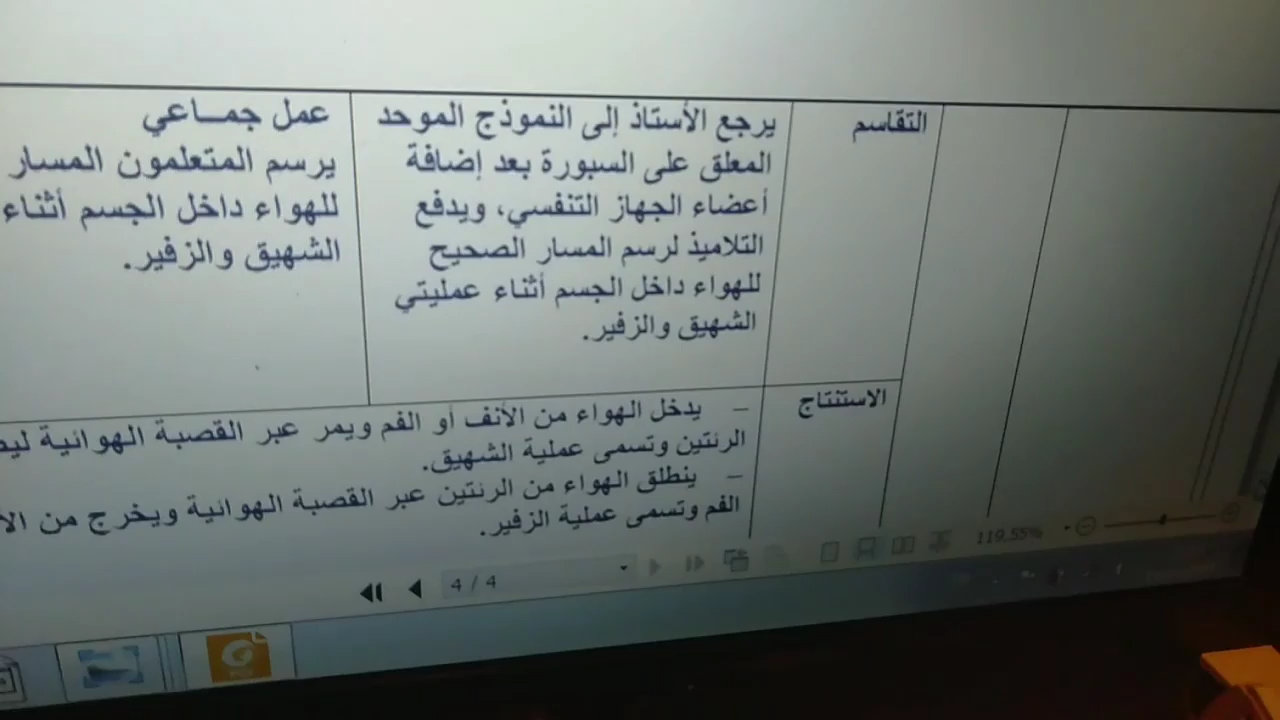 التقاسم
يرجع الأستاذ إلى النموذج الموحد
المعلق على السبورة بعد إضافة
أعضاء الجهاز التنفسي، ويدفع
التلاميذ لرسم المسار الصحيح
للهواء داخل الجسم أثناء عمليتي
الشهيق والزفير.
عمل جمـــاعي
يرسم المتعلمون المسار
للهواء داخل الجسم أثناء
الشهيق والزفير.
الاستنتاج
– يدخل الهواء من الأنف أو الفم ويمر عبر القصبة الهوائية
الرئتين وتسمى عملية الشهيق.
– ينطلق الهواء من الرئتين عبر القصبة الهوائية ويخرج من
الفم وتسمى عملية الزفير.
4 / 4
119,55%